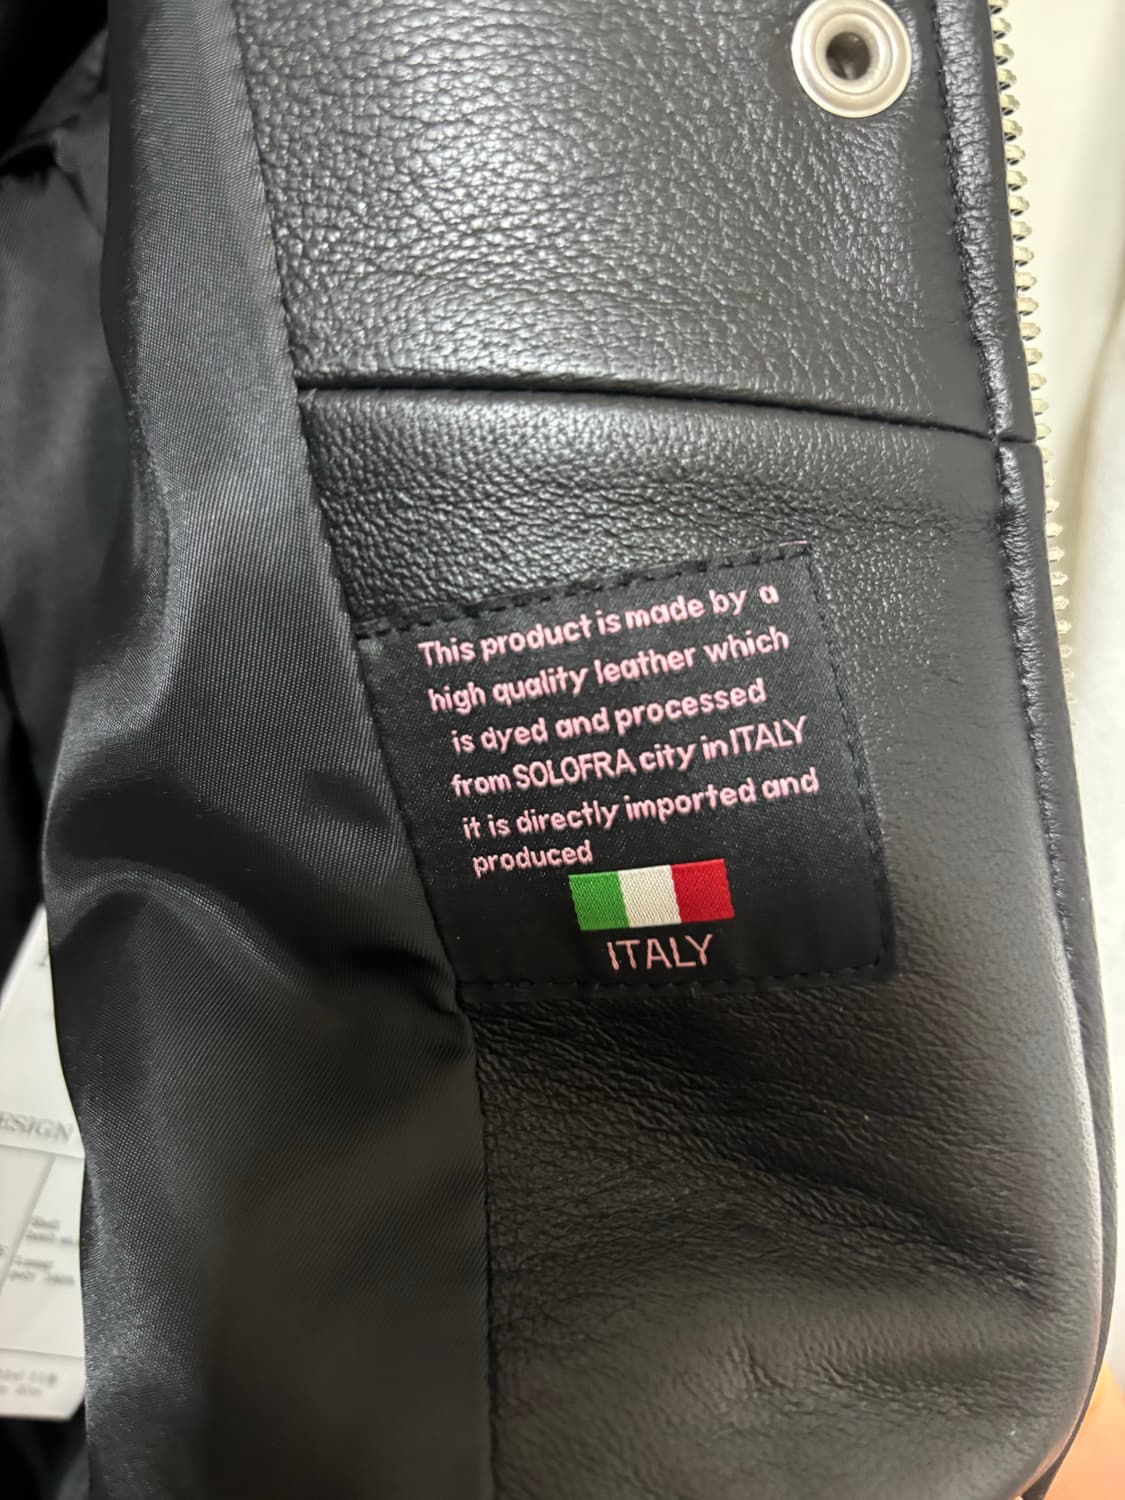 This product is made by a
high quality leather which
is dyed and processed
from SOLOFRA city in ITALY
it is directly imported and
produced
ITALY
ESIGN